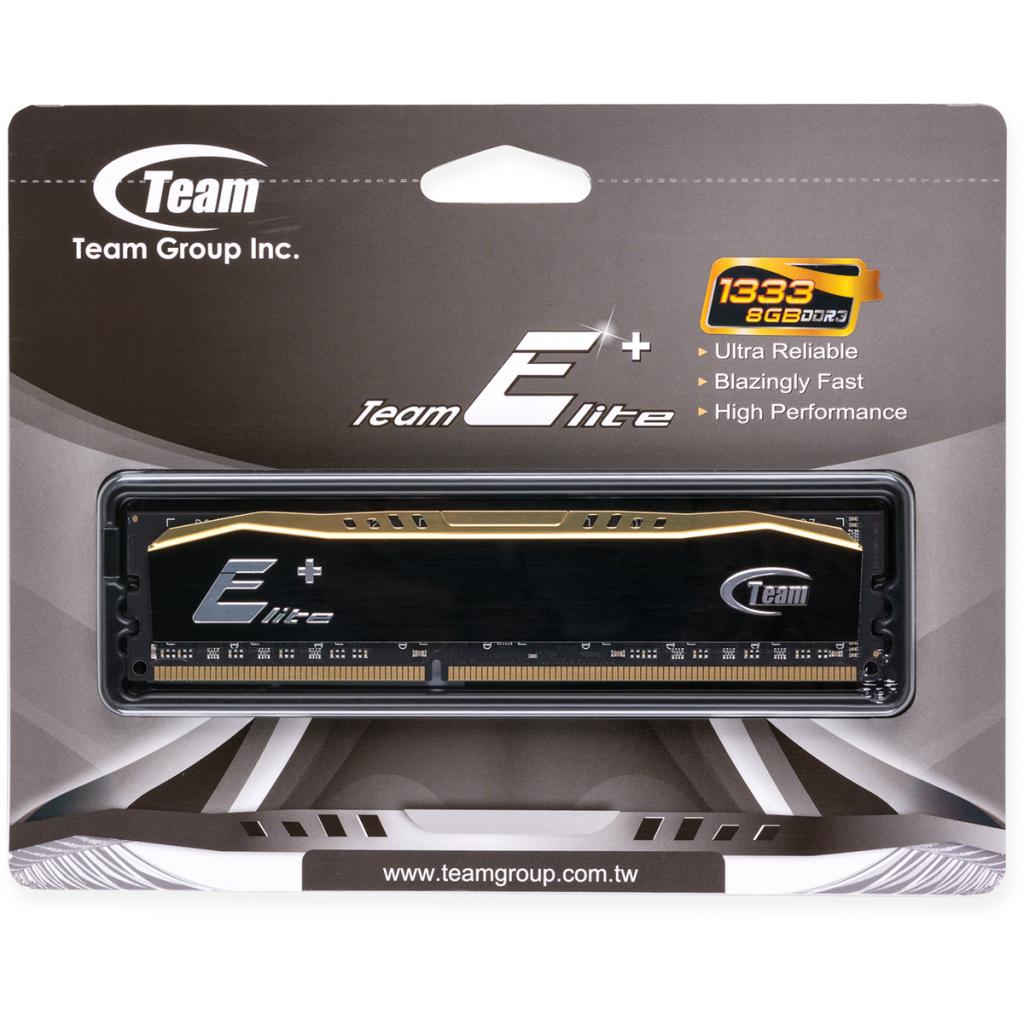 Team
Team Group Inc.
1333
8GB DDR3
Team Elite+
Ultra Reliable
Blazingly Fast
High Performance
Elite+
Team
www.teamgroup.com.tw